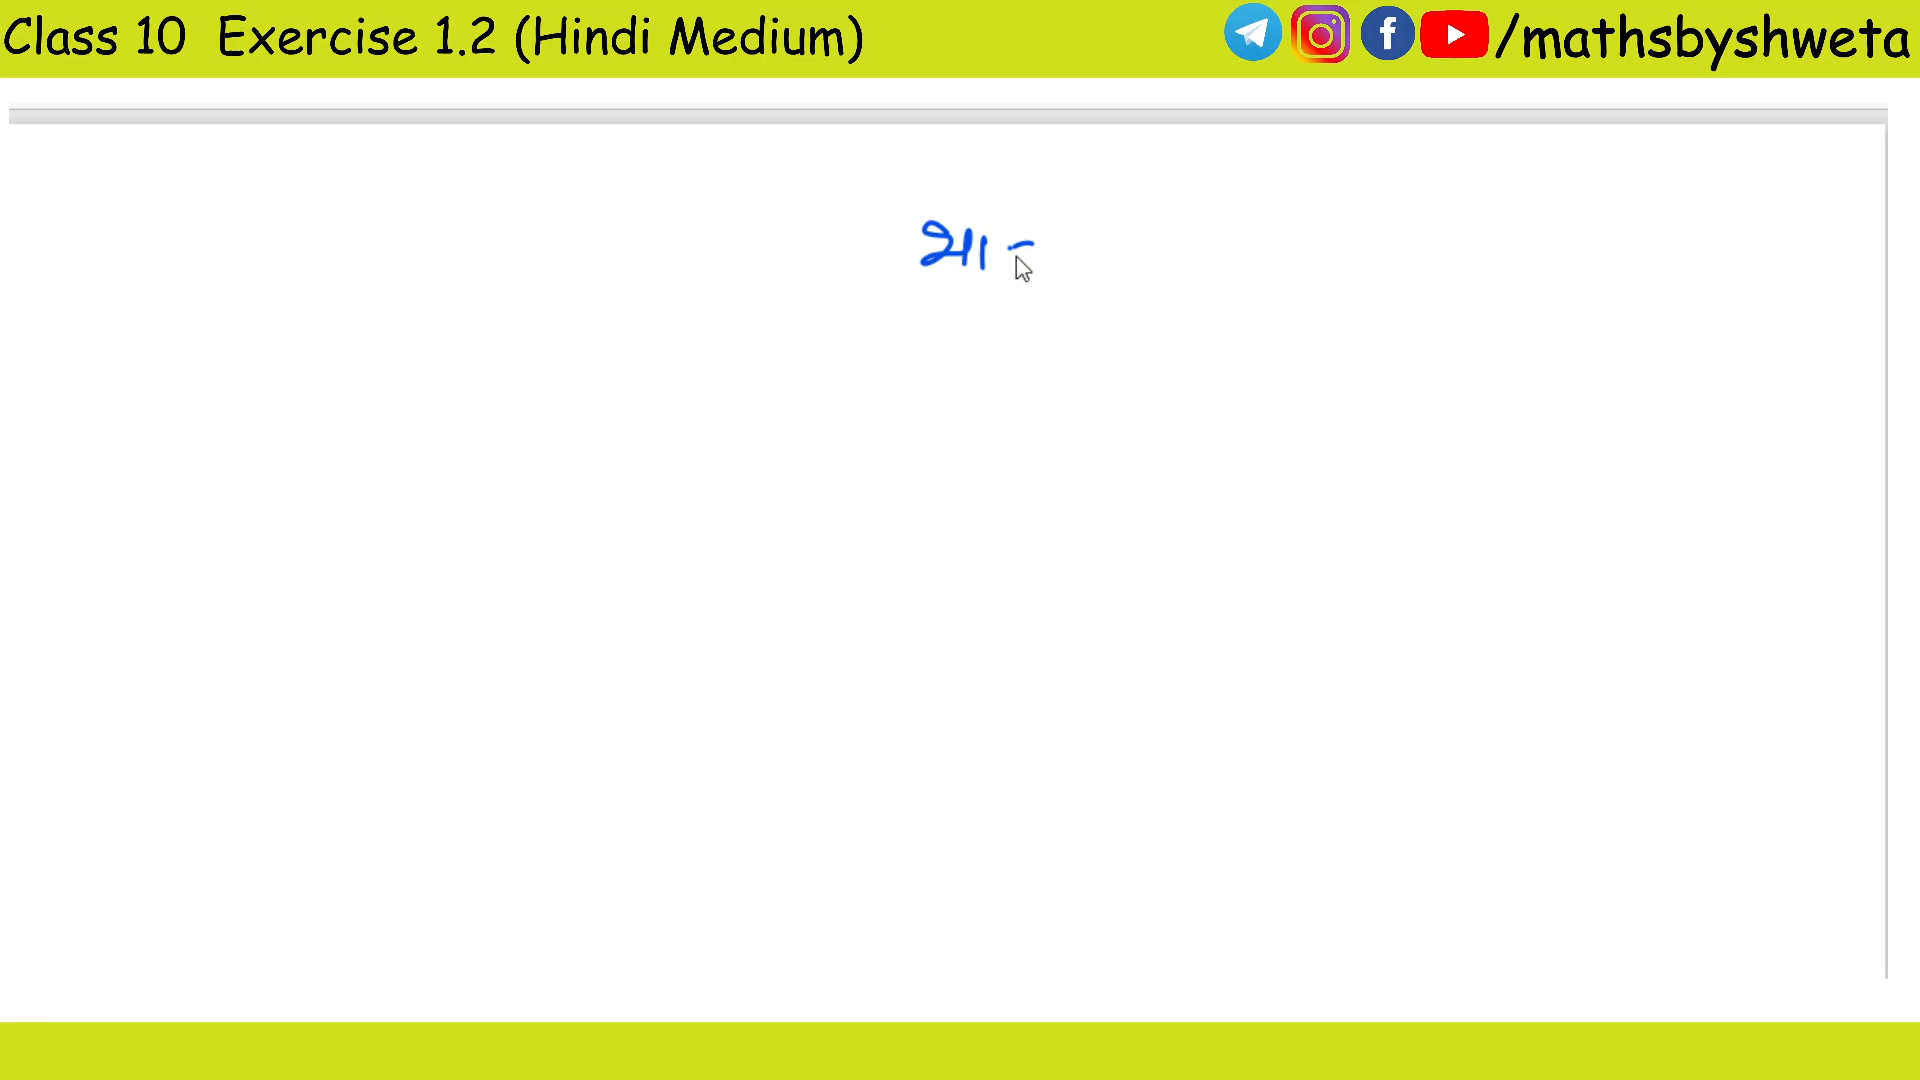 Class 10 Exercise 1.2 (Hindi Medium) /mathsbyshweta
भा